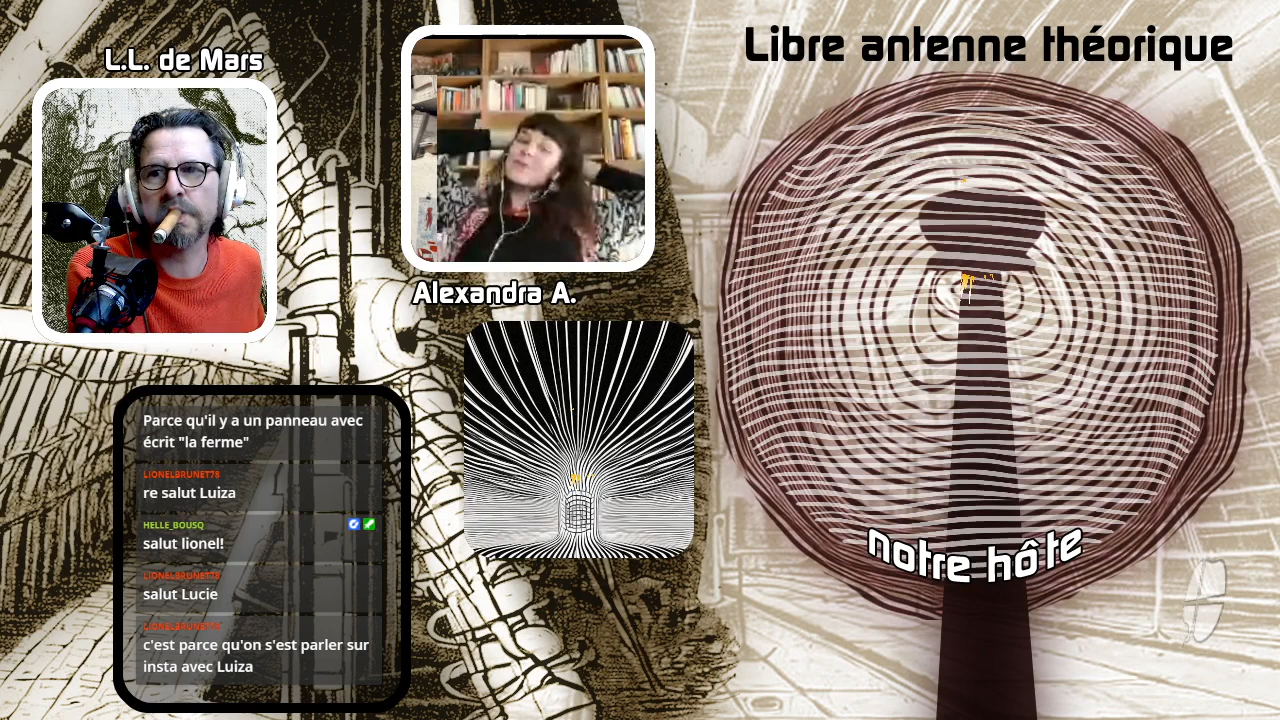 L.L. de Mars
Libre antenne théorique
Alexandra A.
Parce qu'il y a un panneau avec
écrit "la ferme"
LIONELBRUNET78
re salut Luiza
HELLE_BOUSQ
salut lionel!
LIONELBRUNET78
salut Lucie
LIONELBRUNET78
c'est parce qu'on s'est parler sur
insta avec Luiza
notre hôte